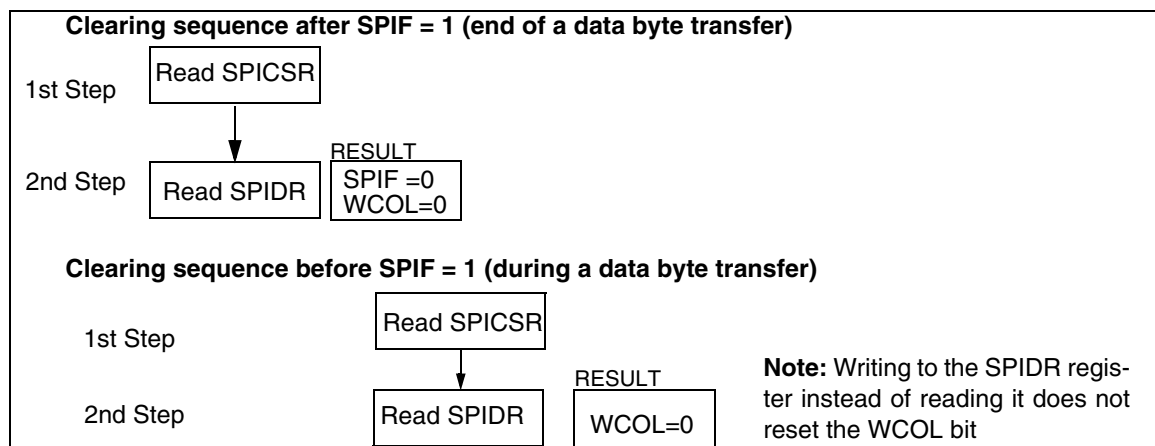 Clearing sequence after SPIF = 1 (end of a data byte transfer)
1st Step
Read SPICSR
2nd Step
Read SPIDR
RESULT
SPIF =0
WCOL=0
Clearing sequence before SPIF = 1 (during a data byte transfer)
1st Step
Read SPICSR
2nd Step
Read SPIDR
RESULT
WCOL=0
Note: Writing to the SPIDR regis-
ter instead of reading it does not
reset the WCOL bit